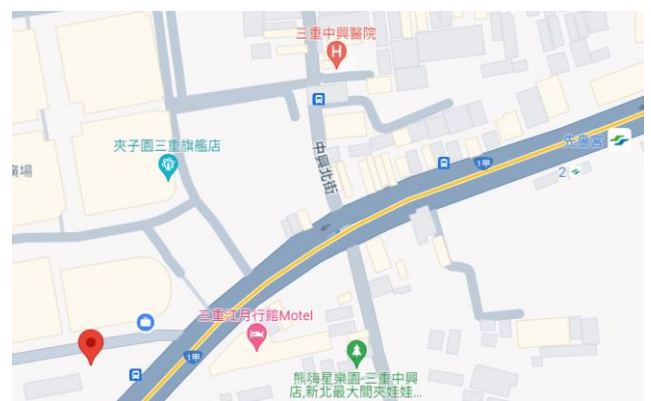 三重中興醫院
H
夾子園三重旗艦店
廣場
中興北街
1甲
先嗇宮
2
三重江月行館Motel
1甲
熊嗨星樂園-三重中興
店,新北最大間夾娃娃...